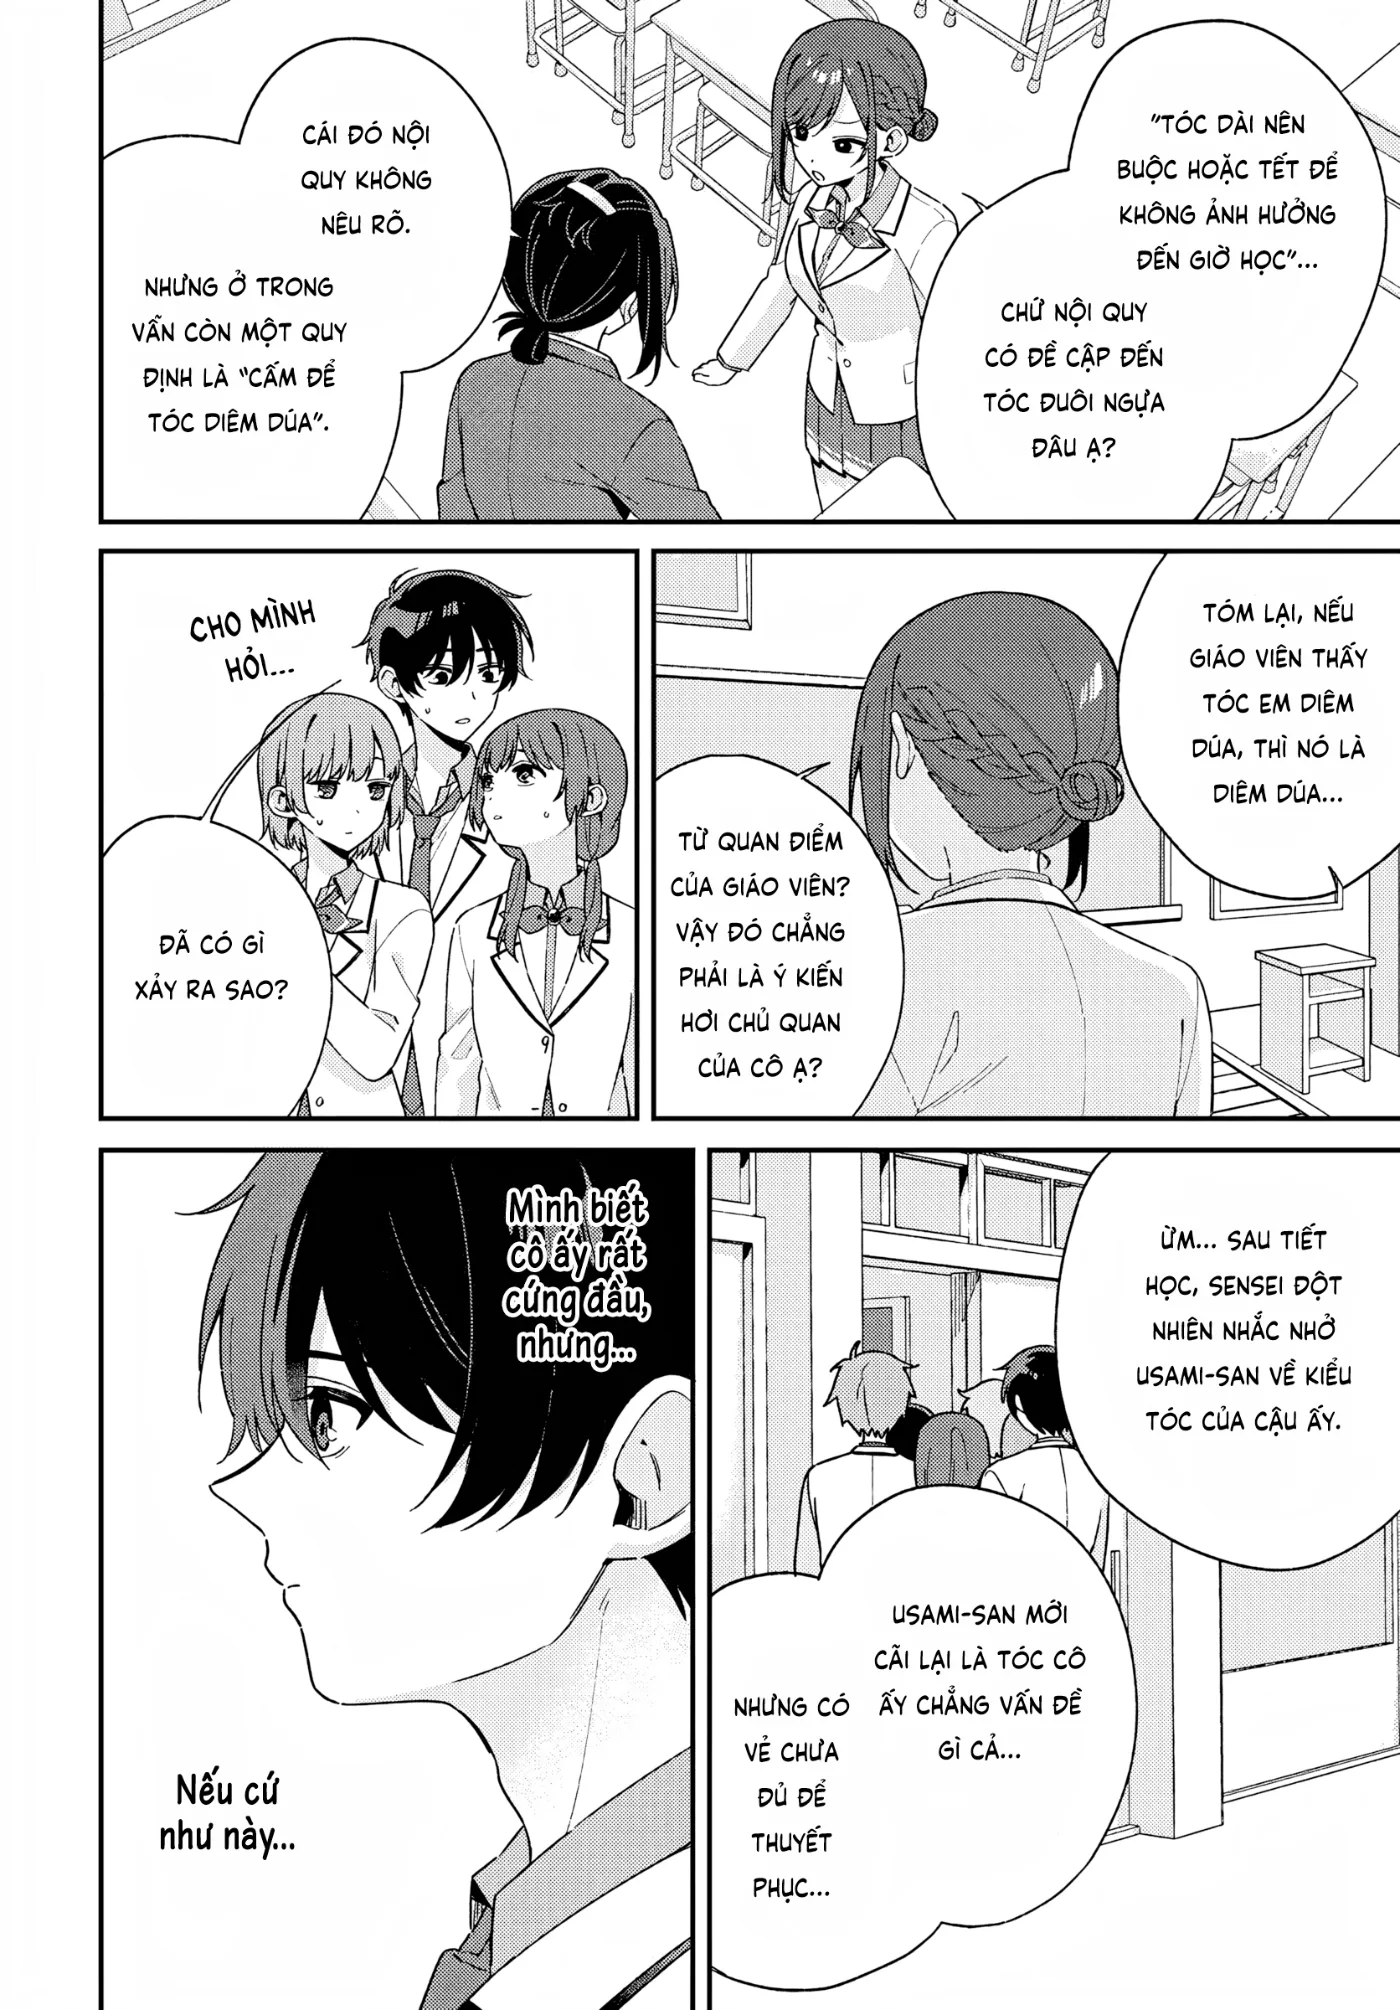 "TÓC DÀI NÊN
BUỘC HOẶC TẾT ĐỂ
KHÔNG ẢNH HƯỞNG
ĐẾN GIỜ HỌC"...
CHỨ NỘI QUY
CÓ ĐỀ CẬP ĐẾN
TÓC ĐUÔI NGỰA
ĐÂU Ạ?
CÁI ĐÓ NỘI
QUY KHÔNG
NÊU RÕ.
NHƯNG Ở TRONG
VẪN CÒN MỘT QUY
ĐỊNH LÀ "CẤM ĐỂ
TÓC DIÊM DÚA".
TÓM LẠI, NẾU
GIÁO VIÊN THẤY
TÓC EM DIÊM
DÚA, THÌ NÓ LÀ
DIÊM DÚA...
TỪ QUAN ĐIỂM
CỦA GIÁO VIÊN?
VẬY ĐÓ CHẲNG
PHẢI LÀ Ý KIẾN
HƠI CHỦ QUAN
CỦA CÔ Ạ?
CHO MÌNH
HỎI...
ĐÃ CÓ GÌ
XẢY RA SAO?
ỪM... SAU TIẾT
HỌC, SENSEI ĐỘT
NHIÊN NHẮC NHỞ
USAMI-SAN VỀ KIỂU
TÓC CỦA CẬU ẤY.
USAMI-SAN MỚI
CÃI LẠI LÀ TÓC CÔ
ẤY CHẲNG VẤN ĐỀ
GÌ CẢ...
NHƯNG CÓ
VẺ CHƯA
ĐỦ ĐỂ
THUYẾT
PHỤC...
Mình biết
cô ấy rất
cứng đầu,
nhưng...
Nếu cứ
như này...